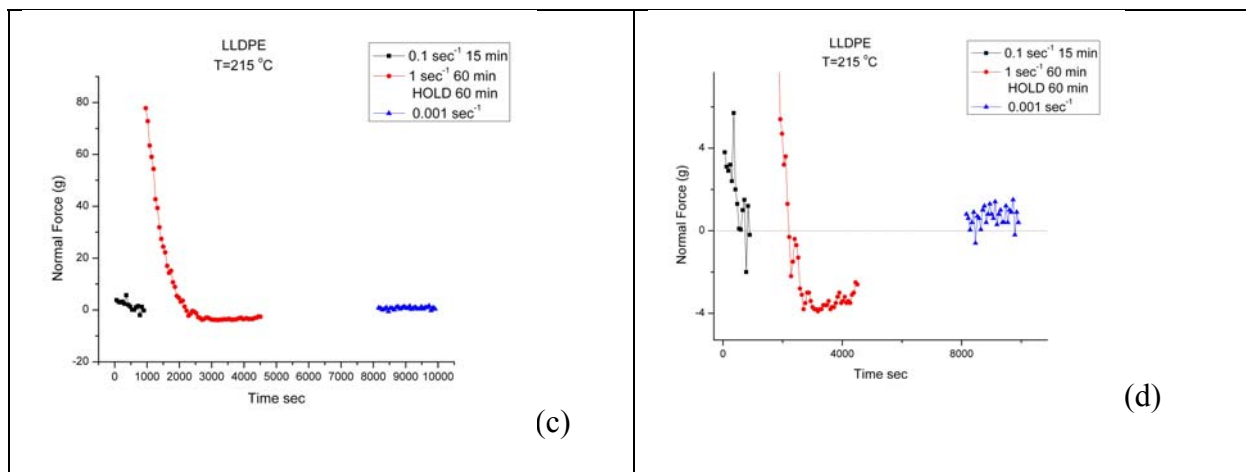 LLDPE
T=215 °C
0.1 sec⁻¹ 15 min
1 sec⁻¹ 60 min
HOLD 60 min
0.001 sec⁻¹
80
60
40
20
0
-20
Normal Force (g)
0 1000 2000 3000 4000 5000 6000 7000 8000 9000 10000
Time sec
(c)
LLDPE
T=215 °C
0.1 sec⁻¹ 15 min
1 sec⁻¹ 60 min
HOLD 60 min
0.001 sec⁻¹
4
0
-4
Normal Force (g)
0 4000 8000
Time sec
(d)